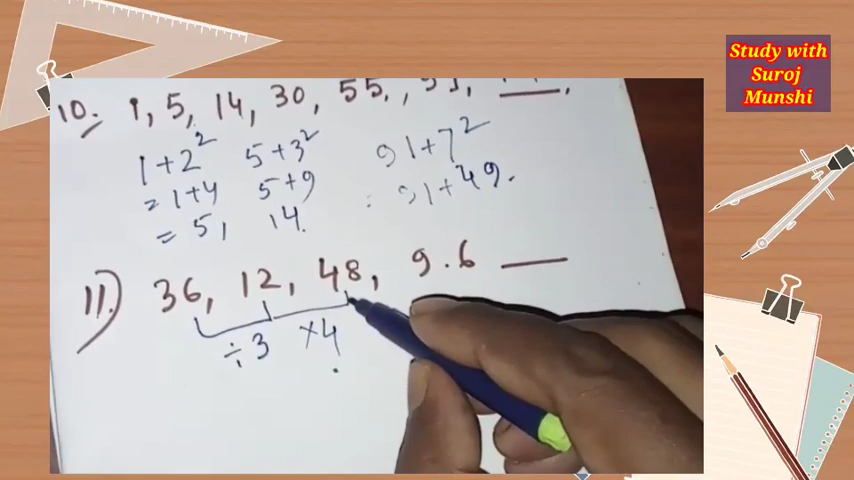 Study with
Suroj
Munshi
10. 1, 5, 14, 30, 55, 91,
1+2² 5+3² 91+7²
=1+4 5+9 = 91+49.
= 5, 14.
11.) 36, 12, 48, 9.6
÷3 ×4